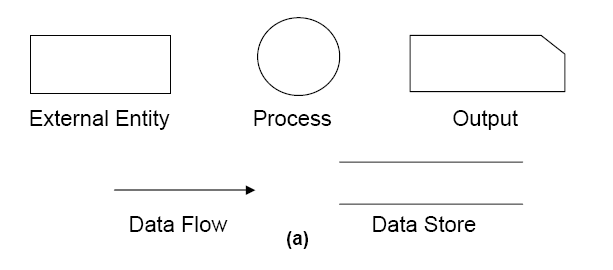 External Entity
Process
Output
Data Flow
Data Store
(a)